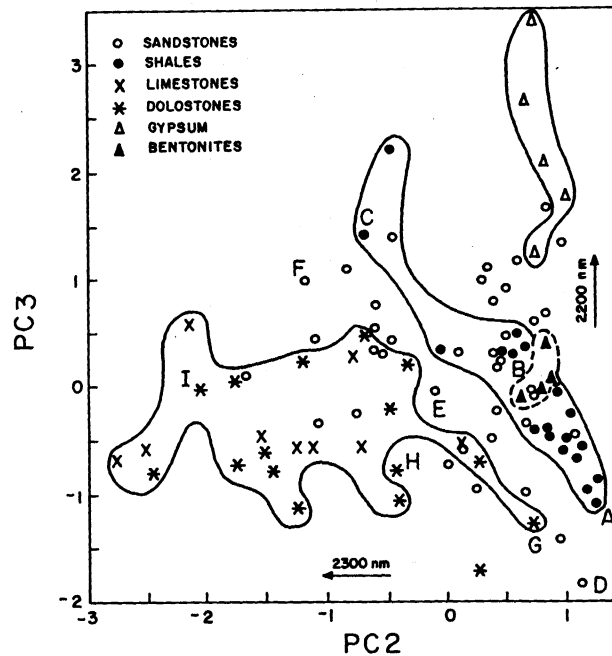 o SANDSTONES
● SHALES
X LIMESTONES
* DOLOSTONES
△ GYPSUM
▲ BENTONITES
3
2
1
0
-1
-2
PC3
-3
-2
-1
0
1
PC2
2200 nm
2300 nm
C
F
B
I
E
H
A
G
D